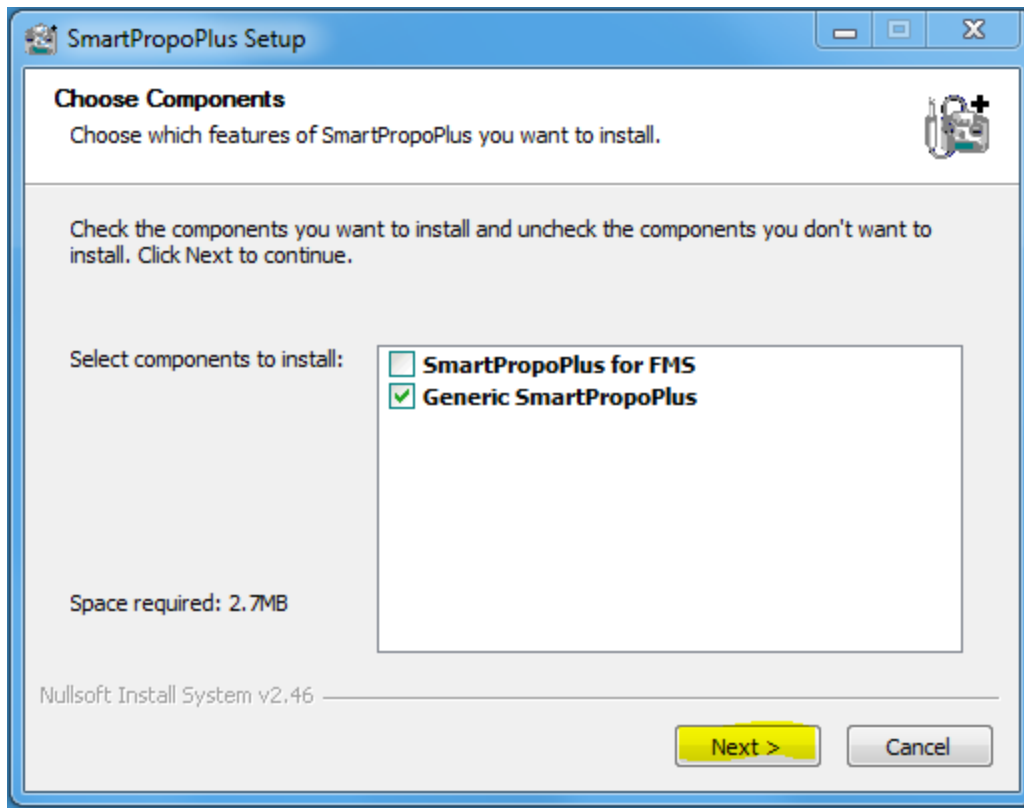 SmartPropoPlus Setup
Choose Components
Choose which features of SmartPropoPlus you want to install.
Check the components you want to install and uncheck the components you don't want to
install. Click Next to continue.
Select components to install:
SmartPropoPlus for FMS
Generic SmartPropoPlus
Space required: 2.7MB
Nullsoft Install System v2.46
Next >
Cancel